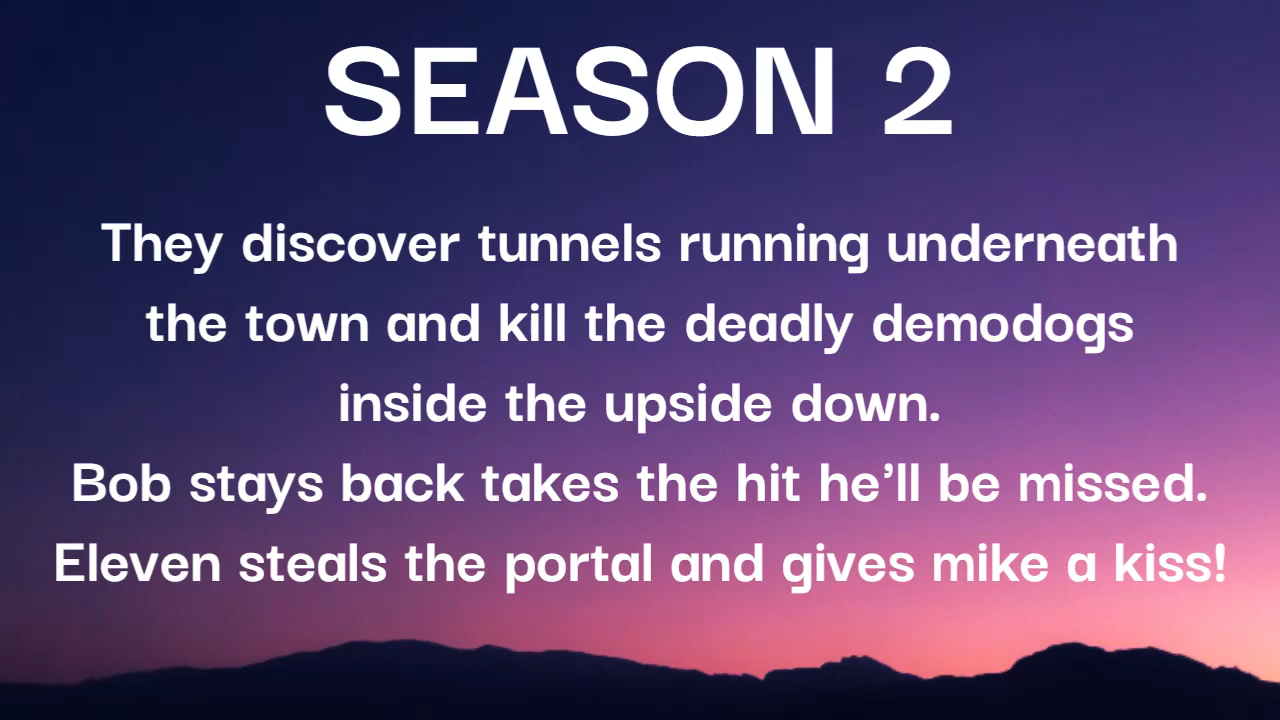 SEASON 2
They discover tunnels running underneath
the town and kill the deadly demodogs
inside the upside down.
Bob stays back takes the hit he’ll be missed.
Eleven steals the portal and gives mike a kiss!